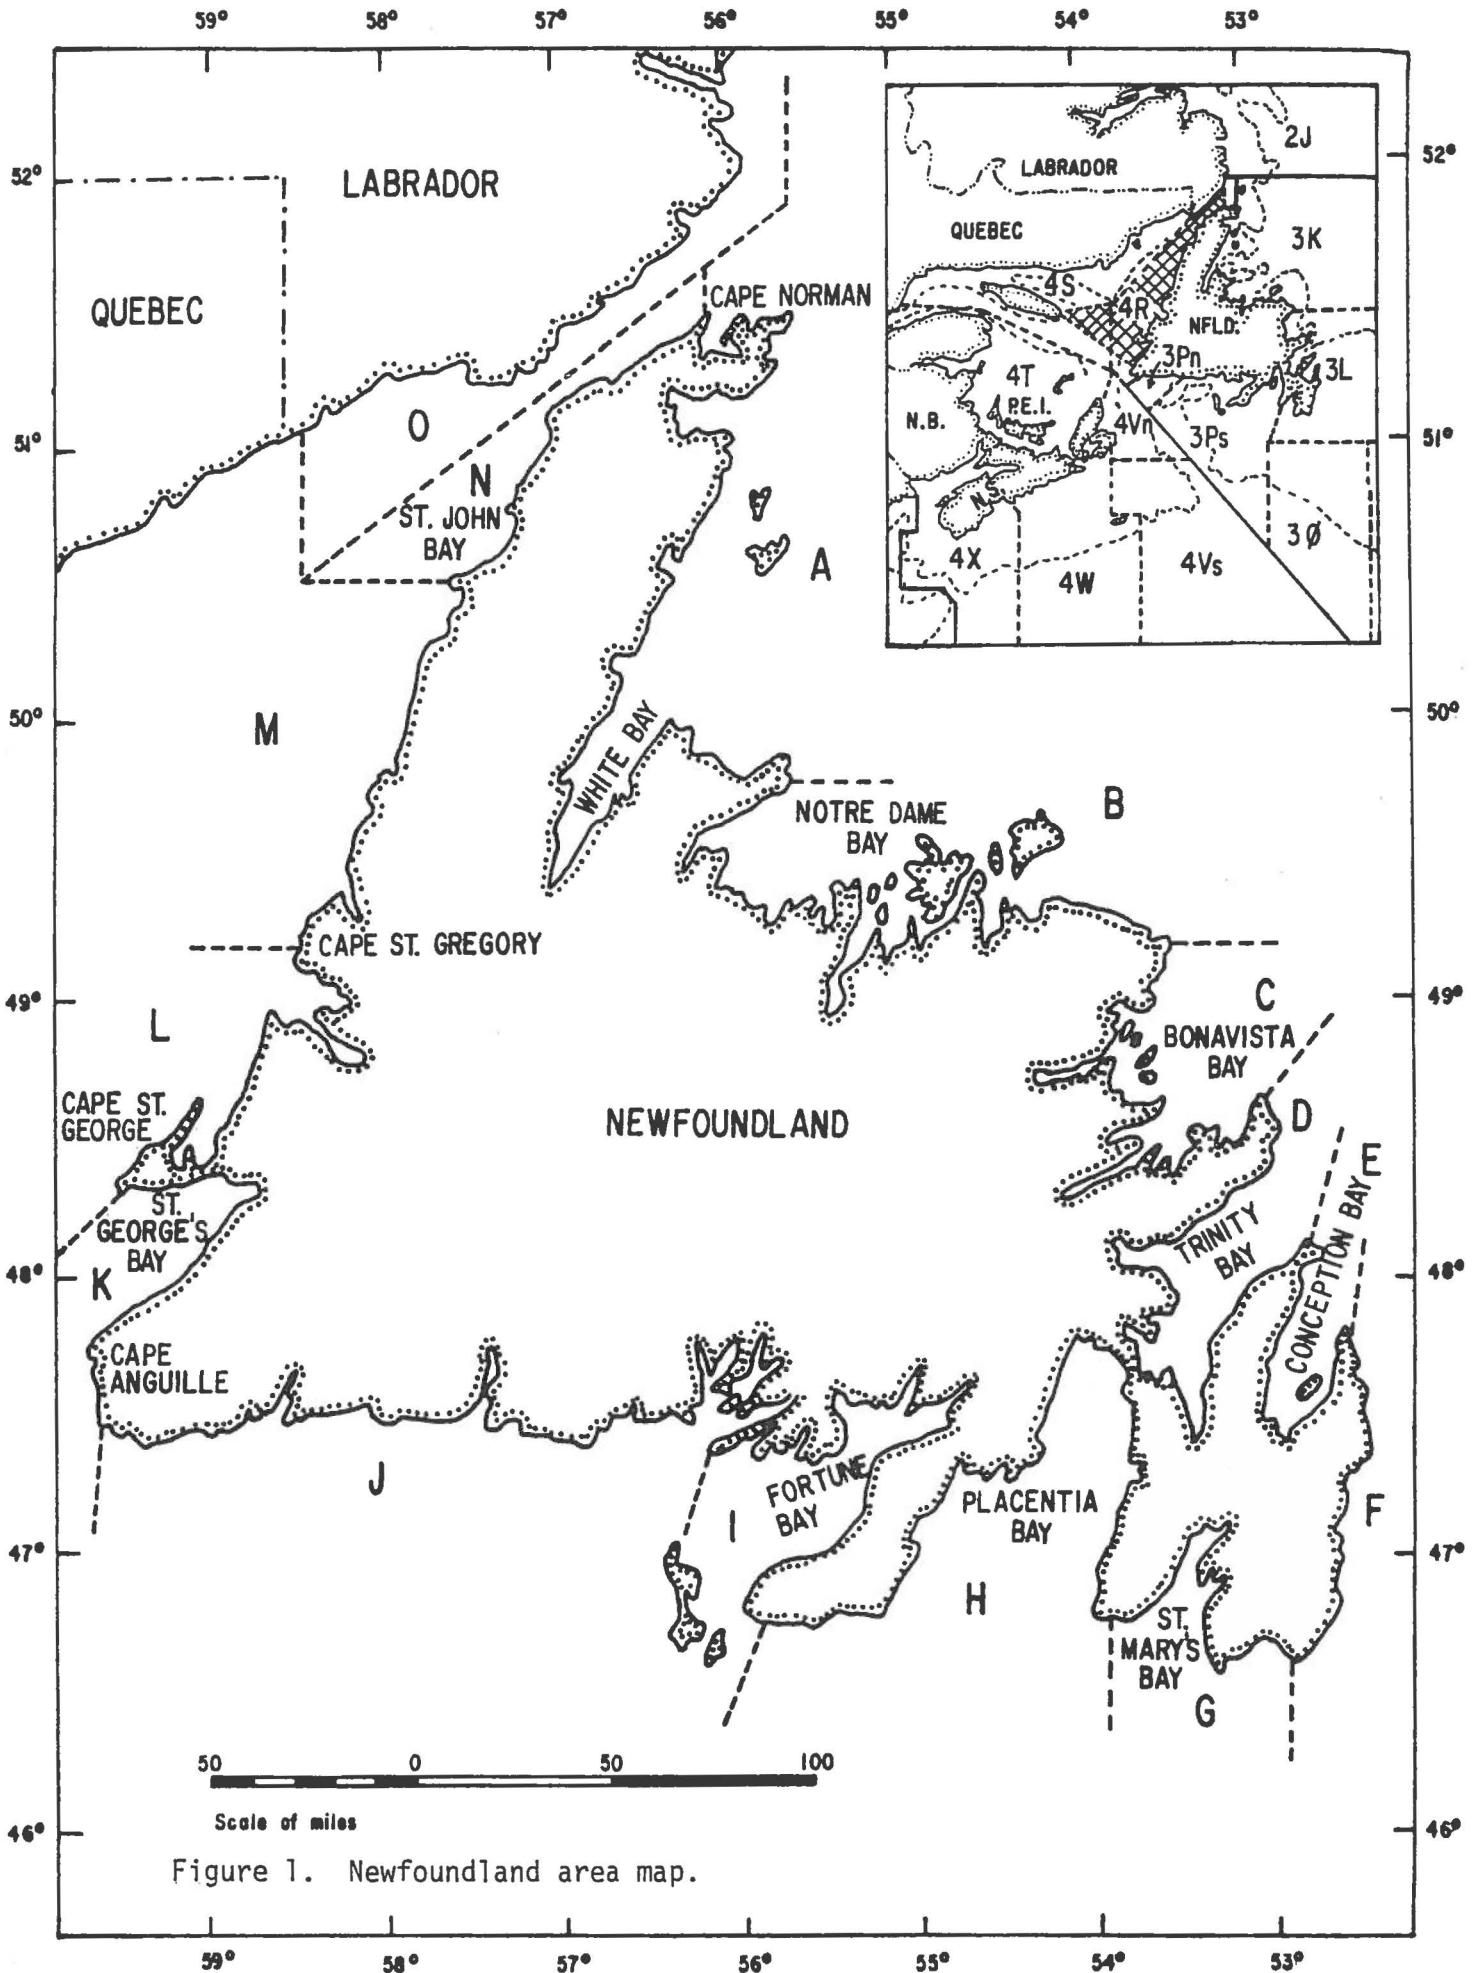 59° 58° 57° 56° 55° 54° 53°
52°
LABRADOR
QUEBEC
CAPE NORMAN
51°
O
N
ST. JOHN
BAY
A
M
50°
WHITE BAY
NOTRE DAME
BAY
B
CAPE ST. GREGORY
49°
L
C
BONAVISTA
BAY
CAPE ST.
GEORGE
NEWFOUNDLAND
D
E
ST.
GEORGE'S
BAY
TRINITY
BAY
CONCEPTION BAY
K
48°
CAPE
ANGUILLE
J
FORTUNE
BAY
I
PLACENTIA
BAY
F
47°
H
ST.
MARY'S
BAY
G
46°
2J
LABRADOR
QUEBEC
3K
4S
4R
NFLD.
3Pn
3L
4T
P.E.I.
N.B.
4Vn
3Ps
N.S.
4X
4W
4Vs
3Ø
52°
51°
50°
49°
48°
47°
46°
50 0 50 100
Scale of miles
Figure 1. Newfoundland area map.
59° 58° 57° 56° 55° 54° 53°